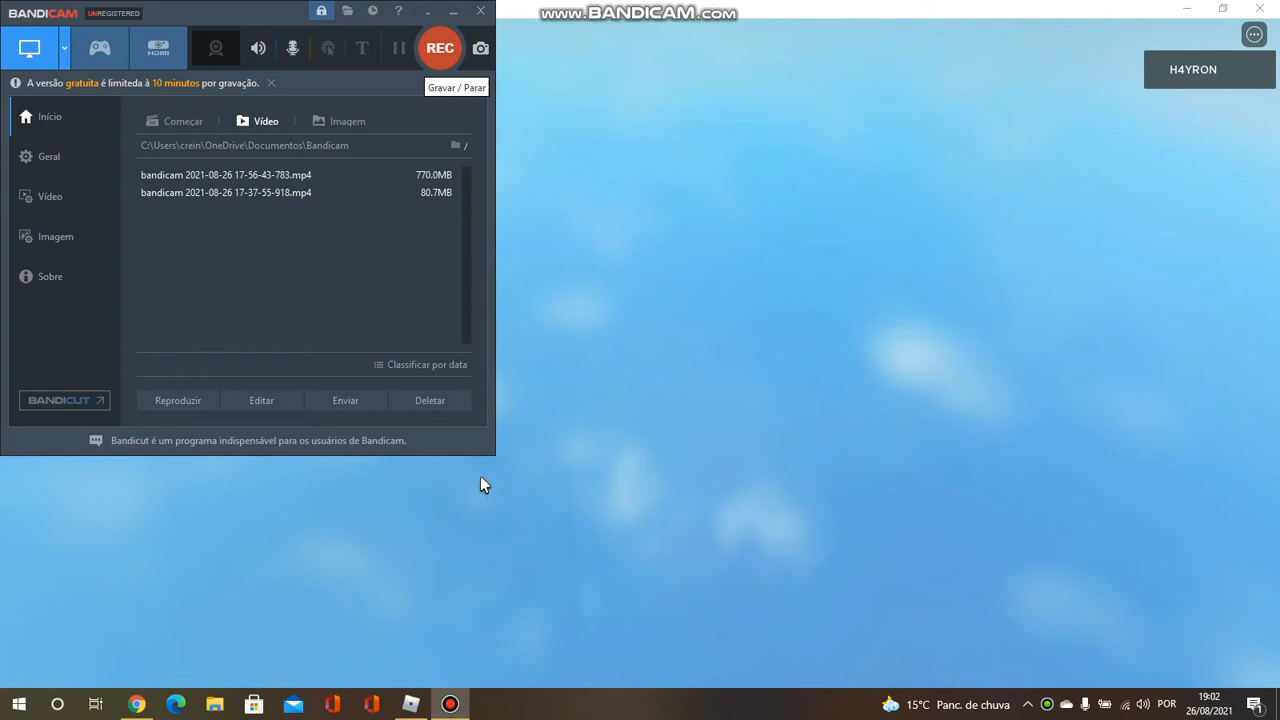 BANDICAM UNREGISTERED
www.BANDICAM.com
HDMI
T
REC
H4YRON
A versão gratuita é limiteda à 10 minutos por gravação.
Gravar / Parar
Início
Geral
Vídeo
Imagem
Sobre
Começar
Vídeo
Imagem
C:\Users\crein\OneDrive\Documentos\Bandicam
/
bandicam 2021-08-26 17-56-43-783.mp4 770.0MB
bandicam 2021-08-26 17-37-55-918.mp4 80.7MB
Classificar por data
BANDICUT
Reproduzir
Editar
Enviar
Deletar
Bandicut é um programa indispensável para os usuários de Bandicam.
15°C Panc. de chuva
POR
19:02
26/08/2021
1